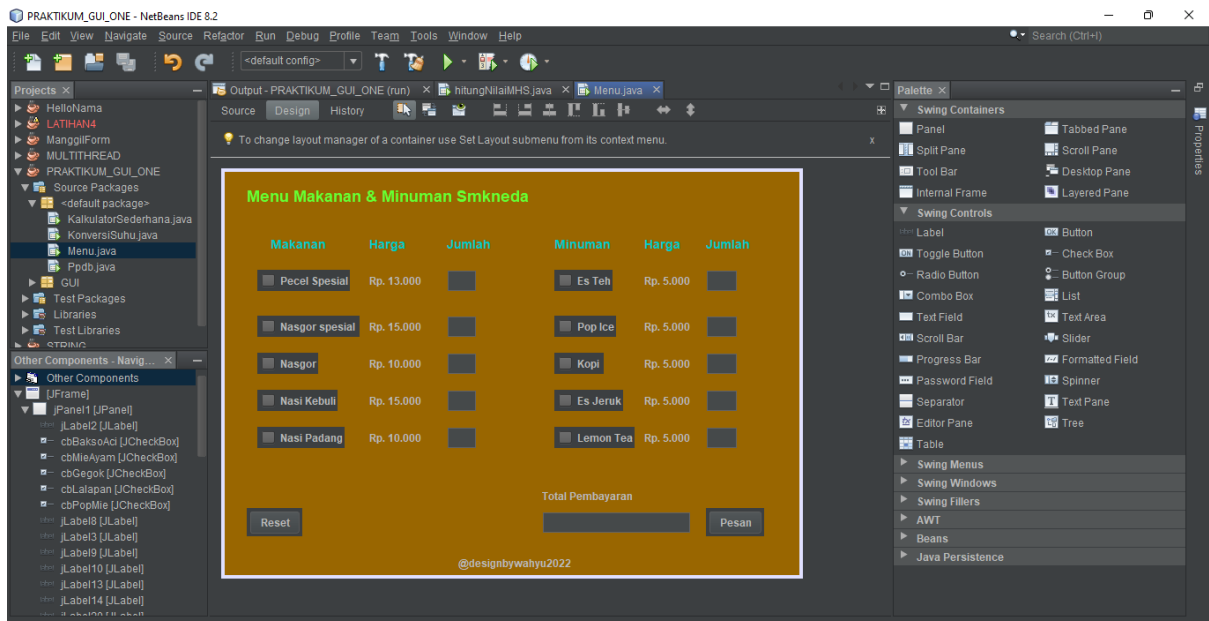 PRAKTIKUM_GUI_ONE - NetBeans IDE 8.2
File Edit View Navigate Source Refactor Run Debug Profile Team Tools Window Help
Search (Ctrl+I)
<default config>
Projects
HelloNama
LATIHAN4
ManggilForm
MULTITHREAD
PRAKTIKUM_GUI_ONE
Source Packages
<default package>
KalkulatorSederhana.java
KonversiSuhu.java
Menu.java
Ppdb.java
GUI
Test Packages
Libraries
Test Libraries
STRING
Other Components - Navig...
Other Components
[JFrame]
jPanel1 [JPanel]
jLabel2 [JLabel]
cbBaksoAci [JCheckBox]
cbMieAyam [JCheckBox]
cbGegok [JCheckBox]
cbLalapan [JCheckBox]
cbPopMie [JCheckBox]
jLabel8 [JLabel]
jLabel3 [JLabel]
jLabel9 [JLabel]
jLabel10 [JLabel]
jLabel13 [JLabel]
jLabel14 [JLabel]
Output - PRAKTIKUM_GUI_ONE (run) hitungNilaiMHS.java Menu.java
Source Design History
To change layout manager of a container use Set Layout submenu from its context menu. x
Menu Makanan & Minuman Smkneda
Makanan Harga Jumlah Minuman Harga Jumlah
Pecel Spesial Rp. 13.000 Es Teh Rp. 5.000
Nasgor spesial Rp. 15.000 Pop Ice Rp. 5.000
Nasgor Rp. 10.000 Kopi Rp. 5.000
Nasi Kebuli Rp. 15.000 Es Jeruk Rp. 5.000
Nasi Padang Rp. 10.000 Lemon Tea Rp. 5.000
Total Pembayaran
Reset Pesan
@designbywahyu2022
Palette
Swing Containers
Panel Tabbed Pane
Split Pane Scroll Pane
Tool Bar Desktop Pane
Internal Frame Layered Pane
Swing Controls
Label Button
Toggle Button Check Box
Radio Button Button Group
Combo Box List
Text Field Text Area
Scroll Bar Slider
Progress Bar Formatted Field
Password Field Spinner
Separator Text Pane
Editor Pane Tree
Table
Swing Menus
Swing Windows
Swing Fillers
AWT
Beans
Java Persistence
Properties